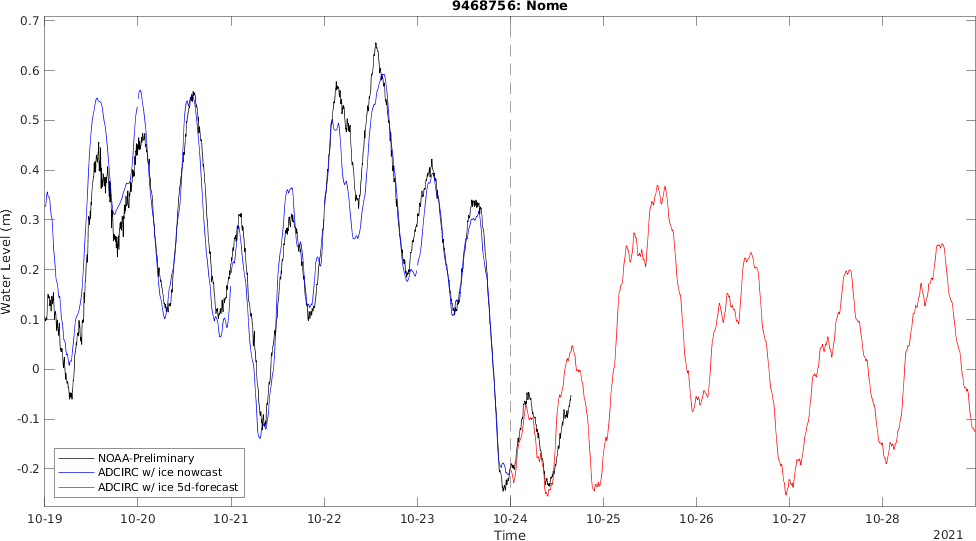 9468756: Nome
0.7
0.6
0.5
0.4
0.3
0.2
0.1
0
-0.1
-0.2
Water Level (m)
NOAA-Preliminary
ADCIRC w/ ice nowcast
ADCIRC w/ ice 5d-forecast
10-19 10-20 10-21 10-22 10-23 10-24 10-25 10-26 10-27 10-28
Time
2021